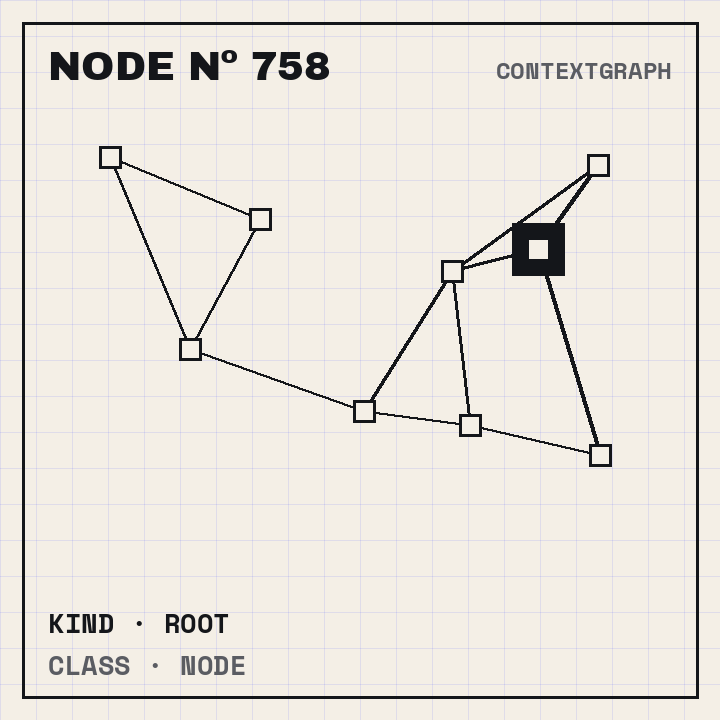 NODE Nº 758
CONTEXTGRAPH
KIND · ROOT
CLASS · NODE